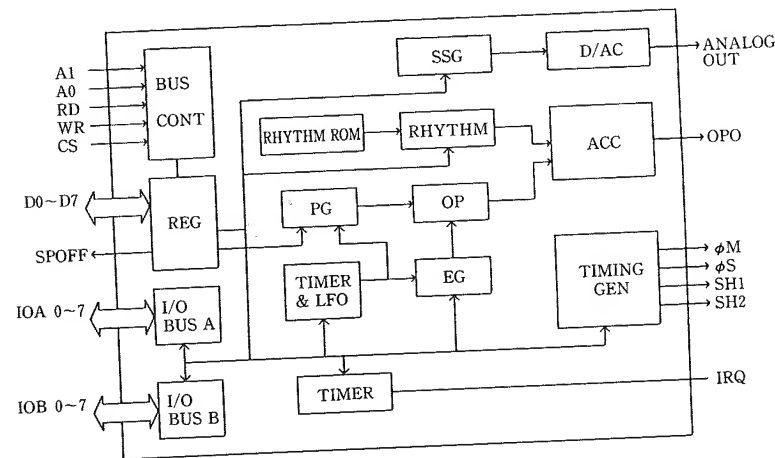 A1
A0
RD
WR
CS
D0~D7
SPOFF
IOA 0~7
IOB 0~7
BUS
CONT
REG
I/O
BUS A
I/O
BUS B
SSG
D/AC
ANALOG
OUT
RHYTHM ROM
RHYTHM
ACC
OPO
PG
OP
TIMER
& LFO
EG
TIMING
GEN
φM
φS
SH1
SH2
TIMER
IRQ